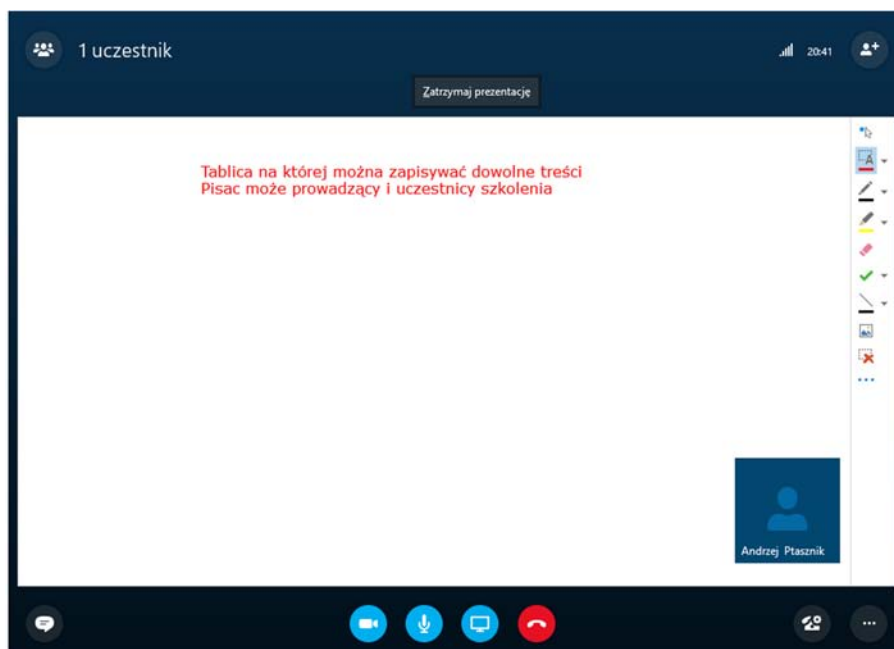 1 uczestnik
20:41
Zatrzymaj prezentację
Tablica na której można zapisywać dowolne treści
Pisac może prowadzący i uczestnicy szkolenia
A
Andrzej Ptasznik